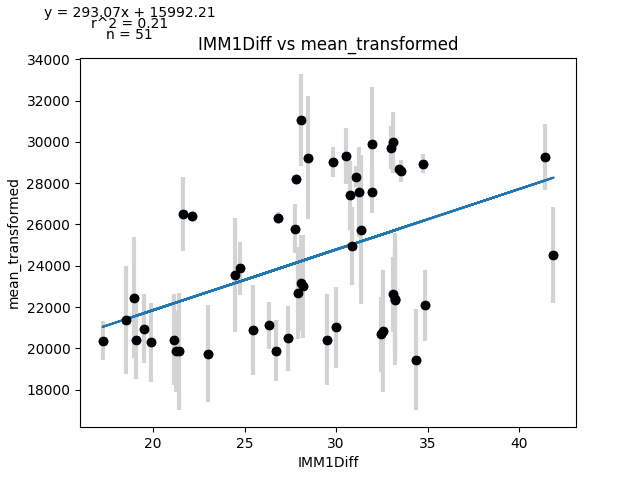 y = 293.07x + 15992.21
r^2 = 0.21
n = 51
IMM1Diff vs mean_transformed
34000
32000
30000
28000
26000
24000
22000
20000
18000
mean_transformed
20
25
30
35
40
IMM1Diff